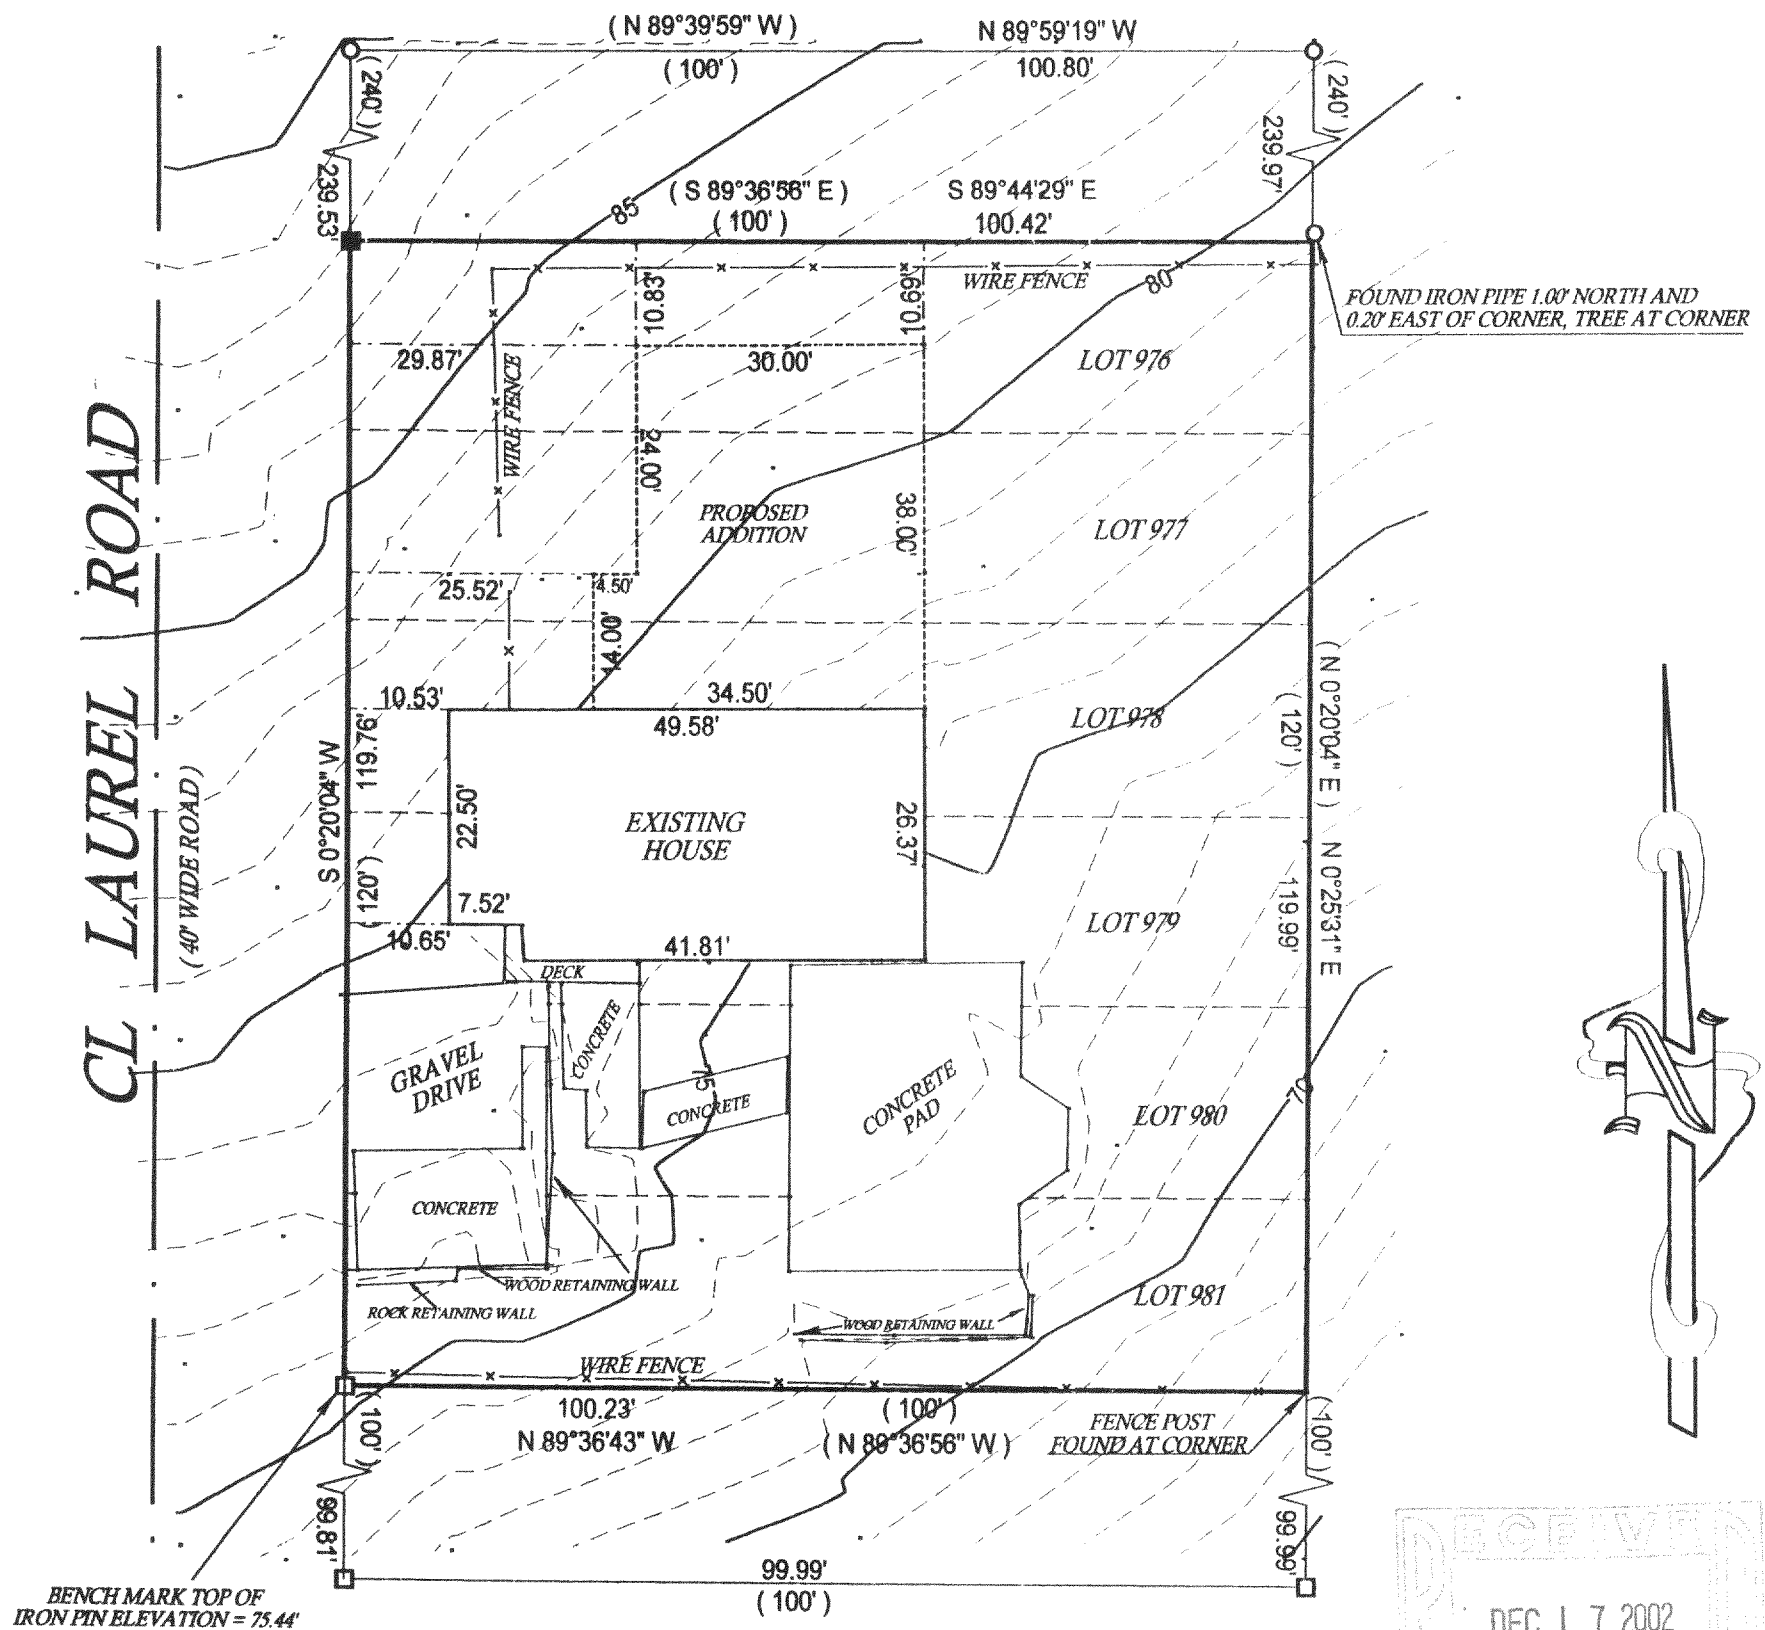 ( N 89°39'59" W )
N 89°59'19" W
( 100' )
100.80'
( 240' )
239.53'
( 240' )
239.97'
( S 89°36'56" E )
S 89°44'29" E
( 100' )
100.42'
85
80
WIRE FENCE
FOUND IRON PIPE 1.00' NORTH AND
0.20' EAST OF CORNER, TREE AT CORNER
10.83'
10.69'
29.87'
30.00'
LOT 976
WIRE FENCE
24.00'
PROPOSED
ADDITION
38.00'
LOT 977
25.52'
4.50'
14.00'
10.53'
34.50'
49.58'
LOT 978
CL LAUREL ROAD
( 40' WIDE ROAD )
S 0°20'04" W
119.76'
( 120' )
22.50'
EXISTING
HOUSE
26.37'
( N 0°20'04" E )
N 0°25'31" E
( 120' )
119.99'
7.52'
LOT 979
10.65'
41.81'
DECK
CONCRETE
GRAVEL
DRIVE
75
CONCRETE
CONCRETE
PAD
70
LOT 980
CONCRETE
WOOD RETAINING WALL
ROCK RETAINING WALL
LOT 981
WOOD RETAINING WALL
WIRE FENCE
100.23'
( 100' )
N 89°36'43" W
( N 89°36'56" W )
FENCE POST
FOUND AT CORNER
( 100' )
99.81'
( 100' )
99.99'
99.99'
( 100' )
BENCH MARK TOP OF
IRON PIN ELEVATION = 75.44'
RECEIVED
DEC 17 2002